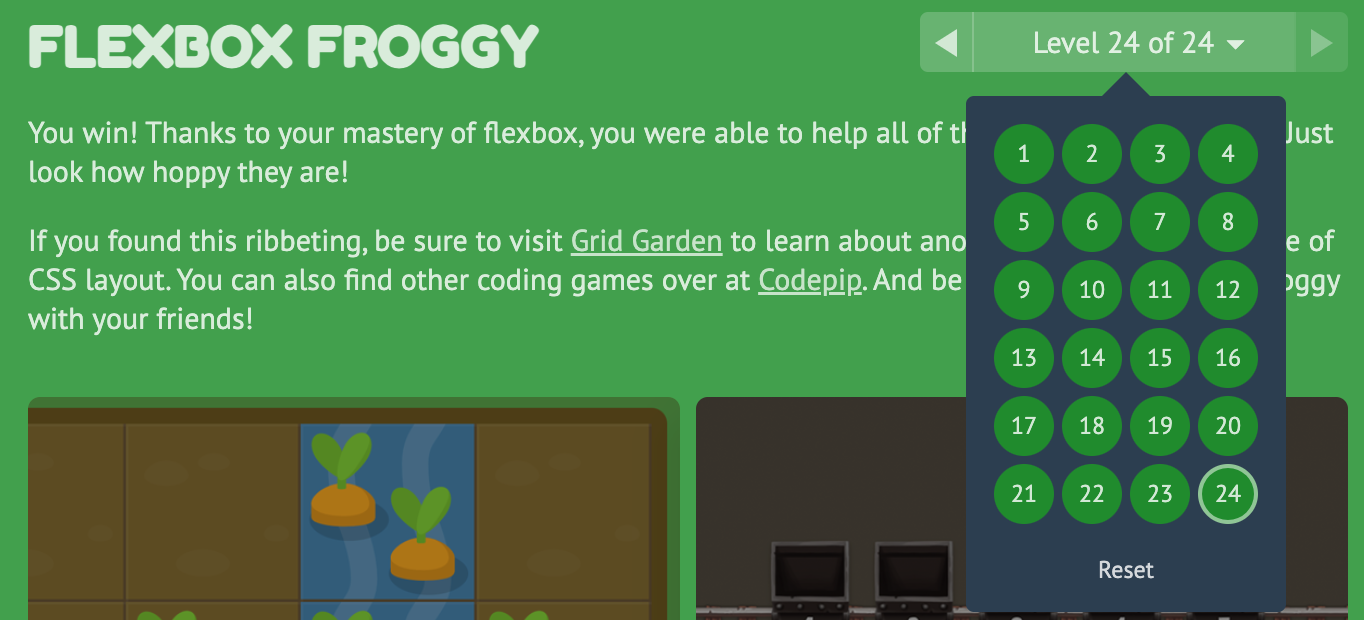 FLEXBOX FROGGY
Level 24 of 24
You win! Thanks to your mastery of flexbox, you were able to help all of Just
look how hoppy they are!
If you found this ribbeting, be sure to visit Grid Garden to learn about of
CSS layout. You can also find other coding games over at Codepip. And be
with your friends!
1 2 3 4
5 6 7 8
9 10 11 12
13 14 15 16
17 18 19 20
21 22 23 24
Reset